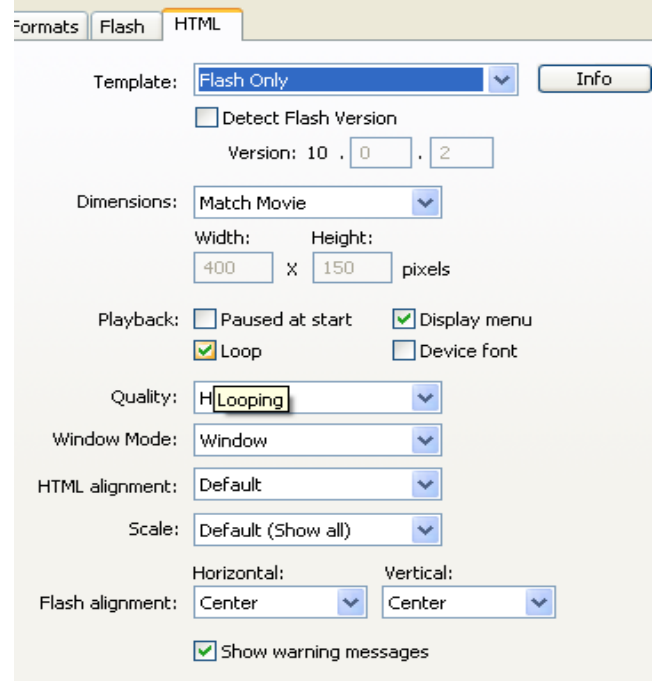 Formats Flash HTML
Template: Flash Only Info
Detect Flash Version
Version: 10 . 0 . 2
Dimensions: Match Movie
Width: Height:
400 X 150 pixels
Playback: Paused at start Display menu
Loop Device font
Quality: H Looping
Window Mode: Window
HTML alignment: Default
Scale: Default (Show all)
Horizontal: Vertical:
Flash alignment: Center Center
Show warning messages